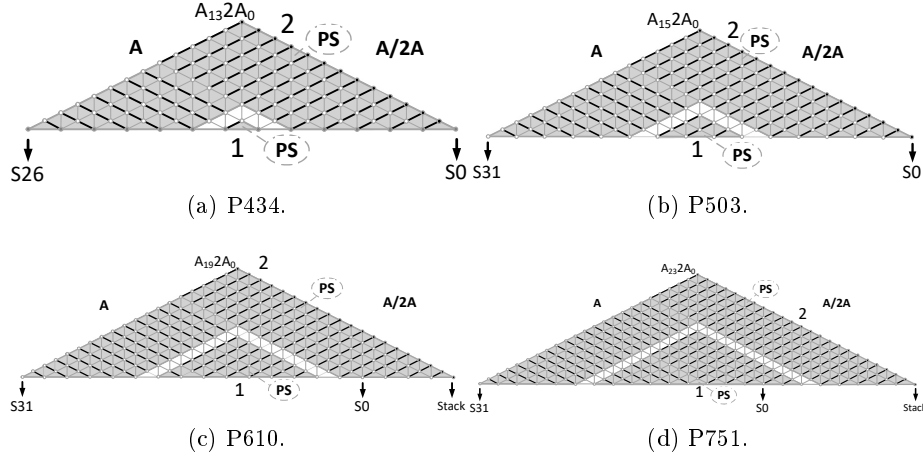 A₁₃2A₀ 2 PS
A A/2A
1 PS
S26 S0
(a) P434.
A₁₅2A₀ 2 PS
A A/2A
1 PS
S31 S0
(b) P503.
A₁₉2A₀ 2
PS
A A/2A
1 PS
S31 S0 Stack
(c) P610.
A₂₃2A₀
PS
A 2 A/2A
1 PS
S31 S0 Stack
(d) P751.